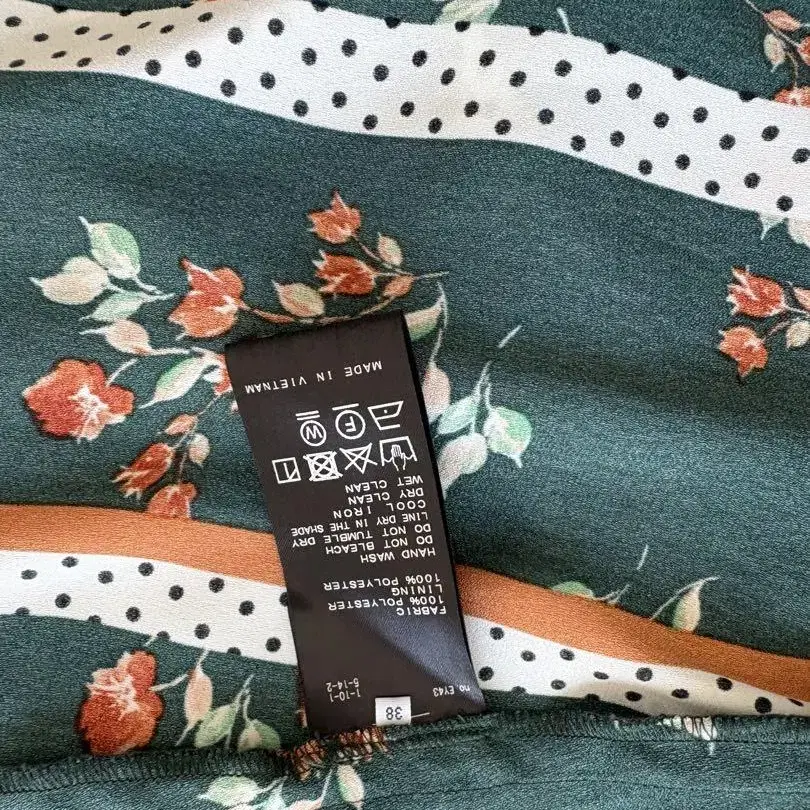 38
no.EY43
1-10-1
5-14-2
FABRIC
100% POLYESTER
LINING
100% POLYESTER
HAND WASH
DO NOT BLEACH
DO NOT TUMBLE DRY
LINE DRY IN THE SHADE
COOL IRON
DRY CLEAN
WET CLEAN
F
W
MADE IN VIETNAM